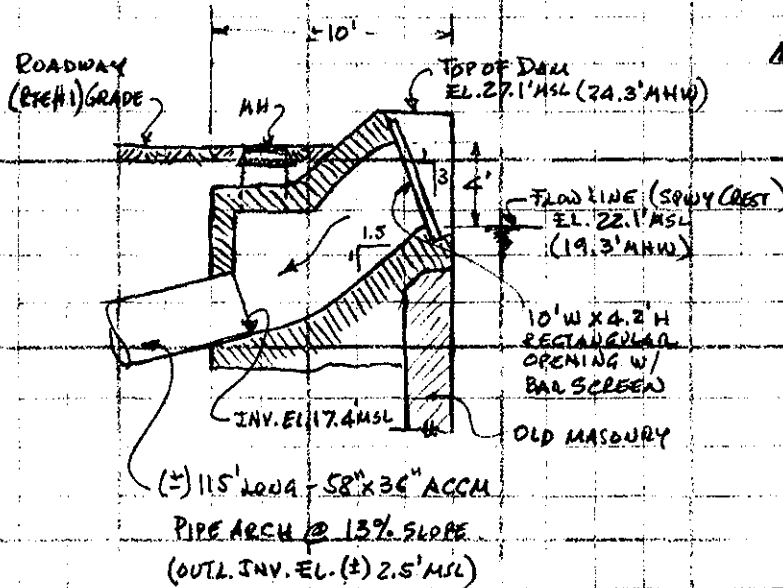 ±10'
ROADWAY
(RTE#1) GRADE
MH
TOP OF DAM
EL. 27.1' MSL (24.3' MHW)
1
3
4'
FLOW LINE (SPWY CREST)
EL. 22.1' MSL
(19.3' MHW)
1.5
1
10'W X 4.2'H
RECTANGULAR
OPENING W/
BAR SCREEN
INV. EL. 17.4' MSL
OLD MASONRY
(±) 115' LONG - 58" X 36" ACCM
PIPE ARCH @ 13% SLOPE
(OUTL. INV. EL. (±) 2.5' MSL)